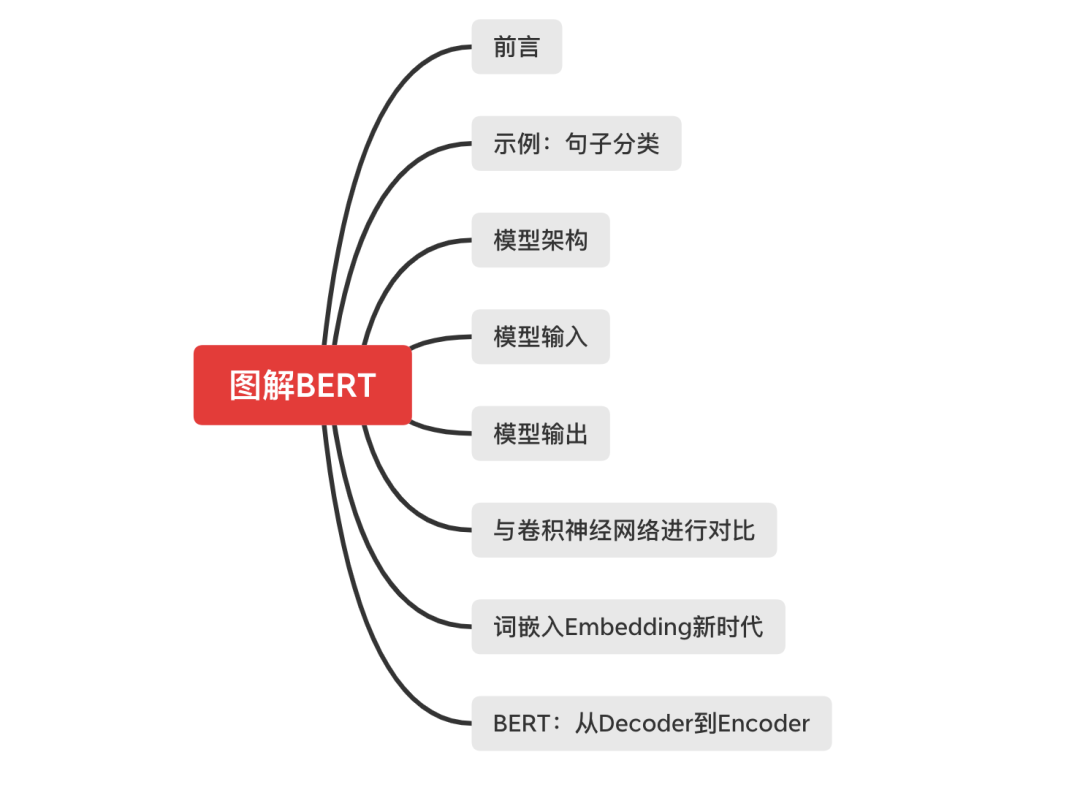 前言
示例：句子分类
模型架构
模型输入
图解BERT
模型输出
与卷积神经网络进行对比
词嵌入Embedding新时代
BERT：从Decoder到Encoder